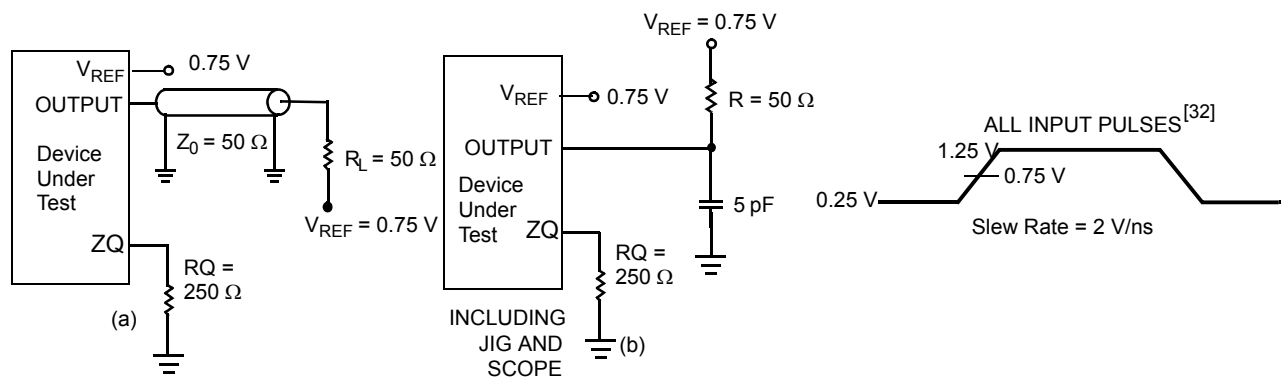 V_REF 0.75 V
OUTPUT
Z_0 = 50 Ω
Device
Under
Test
R_L = 50 Ω
V_REF = 0.75 V
ZQ
RQ =
250 Ω
(a)
V_REF = 0.75 V
R = 50 Ω
V_REF 0.75 V
OUTPUT
Device
Under
Test
5 pF
ZQ
RQ =
250 Ω
INCLUDING
JIG AND
SCOPE
(b)
ALL INPUT PULSES[32]
1.25 V
0.75 V
0.25 V
Slew Rate = 2 V/ns